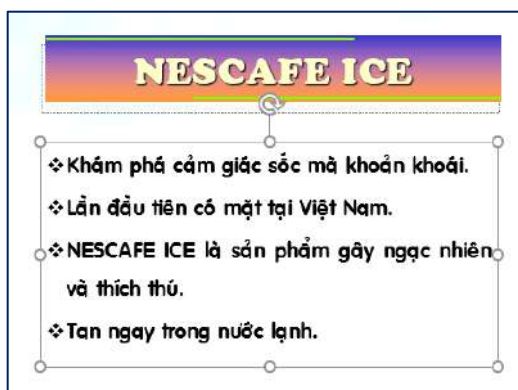 NESCAFE ICE
❖Khám phá cảm giác sốc mà khoản khoái.
❖Lần đầu tiên có mặt tại Việt Nam.
❖NESCAFE ICE là sản phẩm gây ngạc nhiên
và thích thú.
❖Tan ngay trong nước lạnh.